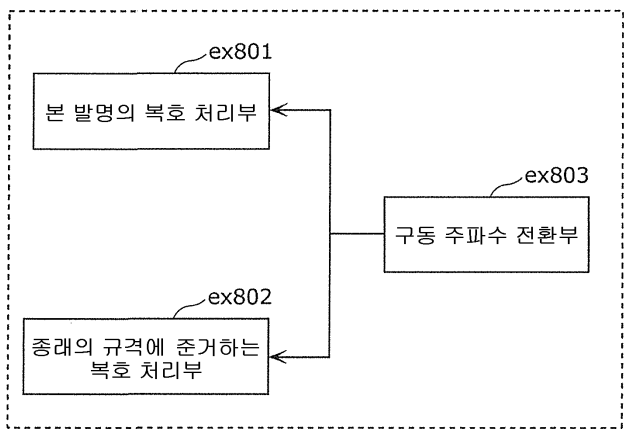 ex801
본 발명의 복호 처리부
ex803
구동 주파수 전환부
ex802
종래의 규격에 준거하는
복호 처리부